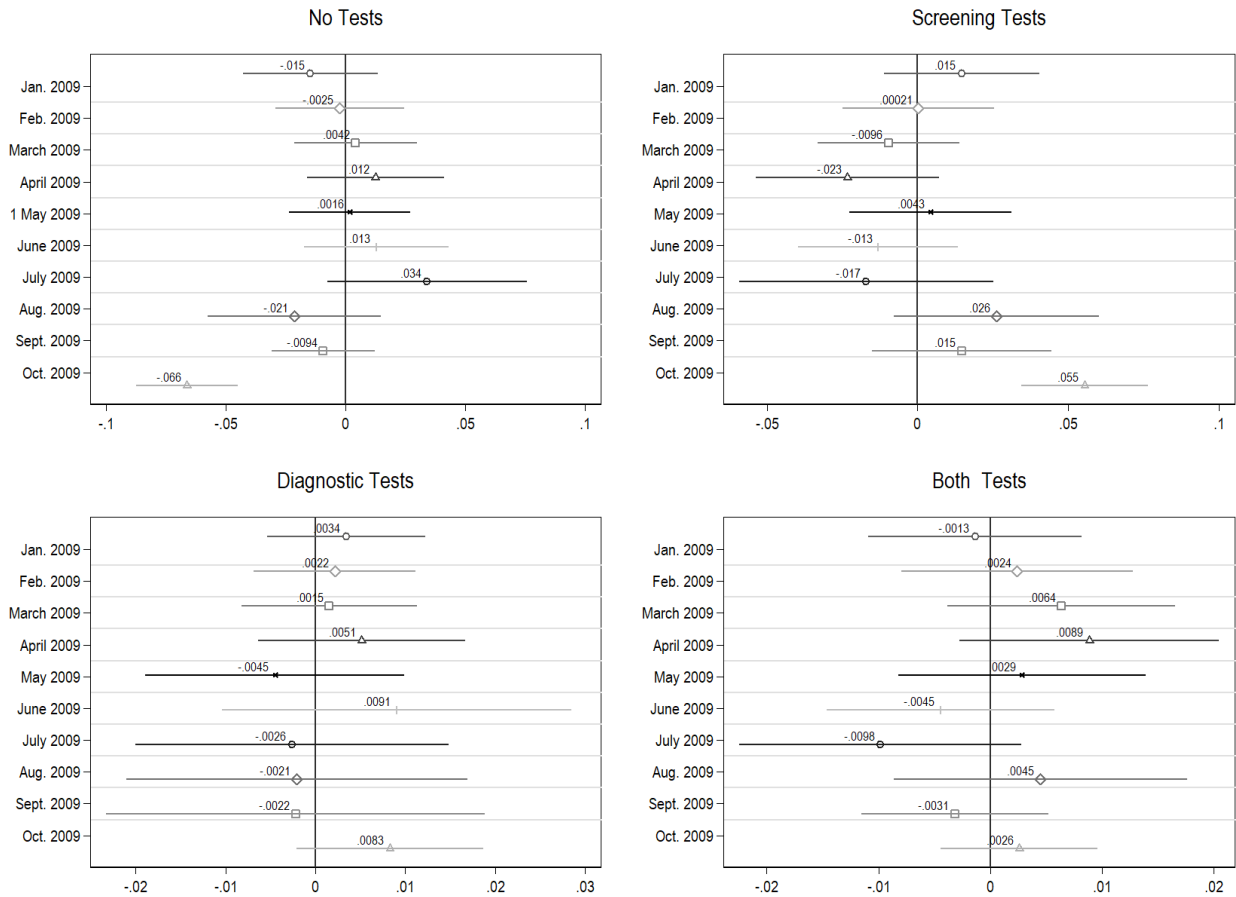 No Tests
-.015
Jan. 2009
-.0025
Feb. 2009
.0042
March 2009
.012
April 2009
.0016
1 May 2009
.013
June 2009
.034
July 2009
-.021
Aug. 2009
-.0094
Sept. 2009
-.066
Oct. 2009
-.1 -.05 0 .05 .1
Screening Tests
.015
Jan. 2009
.00021
Feb. 2009
-.0096
March 2009
-.023
April 2009
.0043
May 2009
-.013
June 2009
-.017
July 2009
.026
Aug. 2009
.015
Sept. 2009
.055
Oct. 2009
-.05 0 .05 .1
Diagnostic Tests
.0034
Jan. 2009
.0022
Feb. 2009
.0015
March 2009
.0051
April 2009
-.0045
May 2009
.0091
June 2009
-.0026
July 2009
-.0021
Aug. 2009
-.0022
Sept. 2009
.0083
Oct. 2009
-.02 -.01 0 .01 .02 .03
Both Tests
-.0013
Jan. 2009
.0024
Feb. 2009
.0064
March 2009
.0089
April 2009
.0029
May 2009
-.0045
June 2009
-.0098
July 2009
.0045
Aug. 2009
-.0031
Sept. 2009
.0026
Oct. 2009
-.02 -.01 0 .01 .02